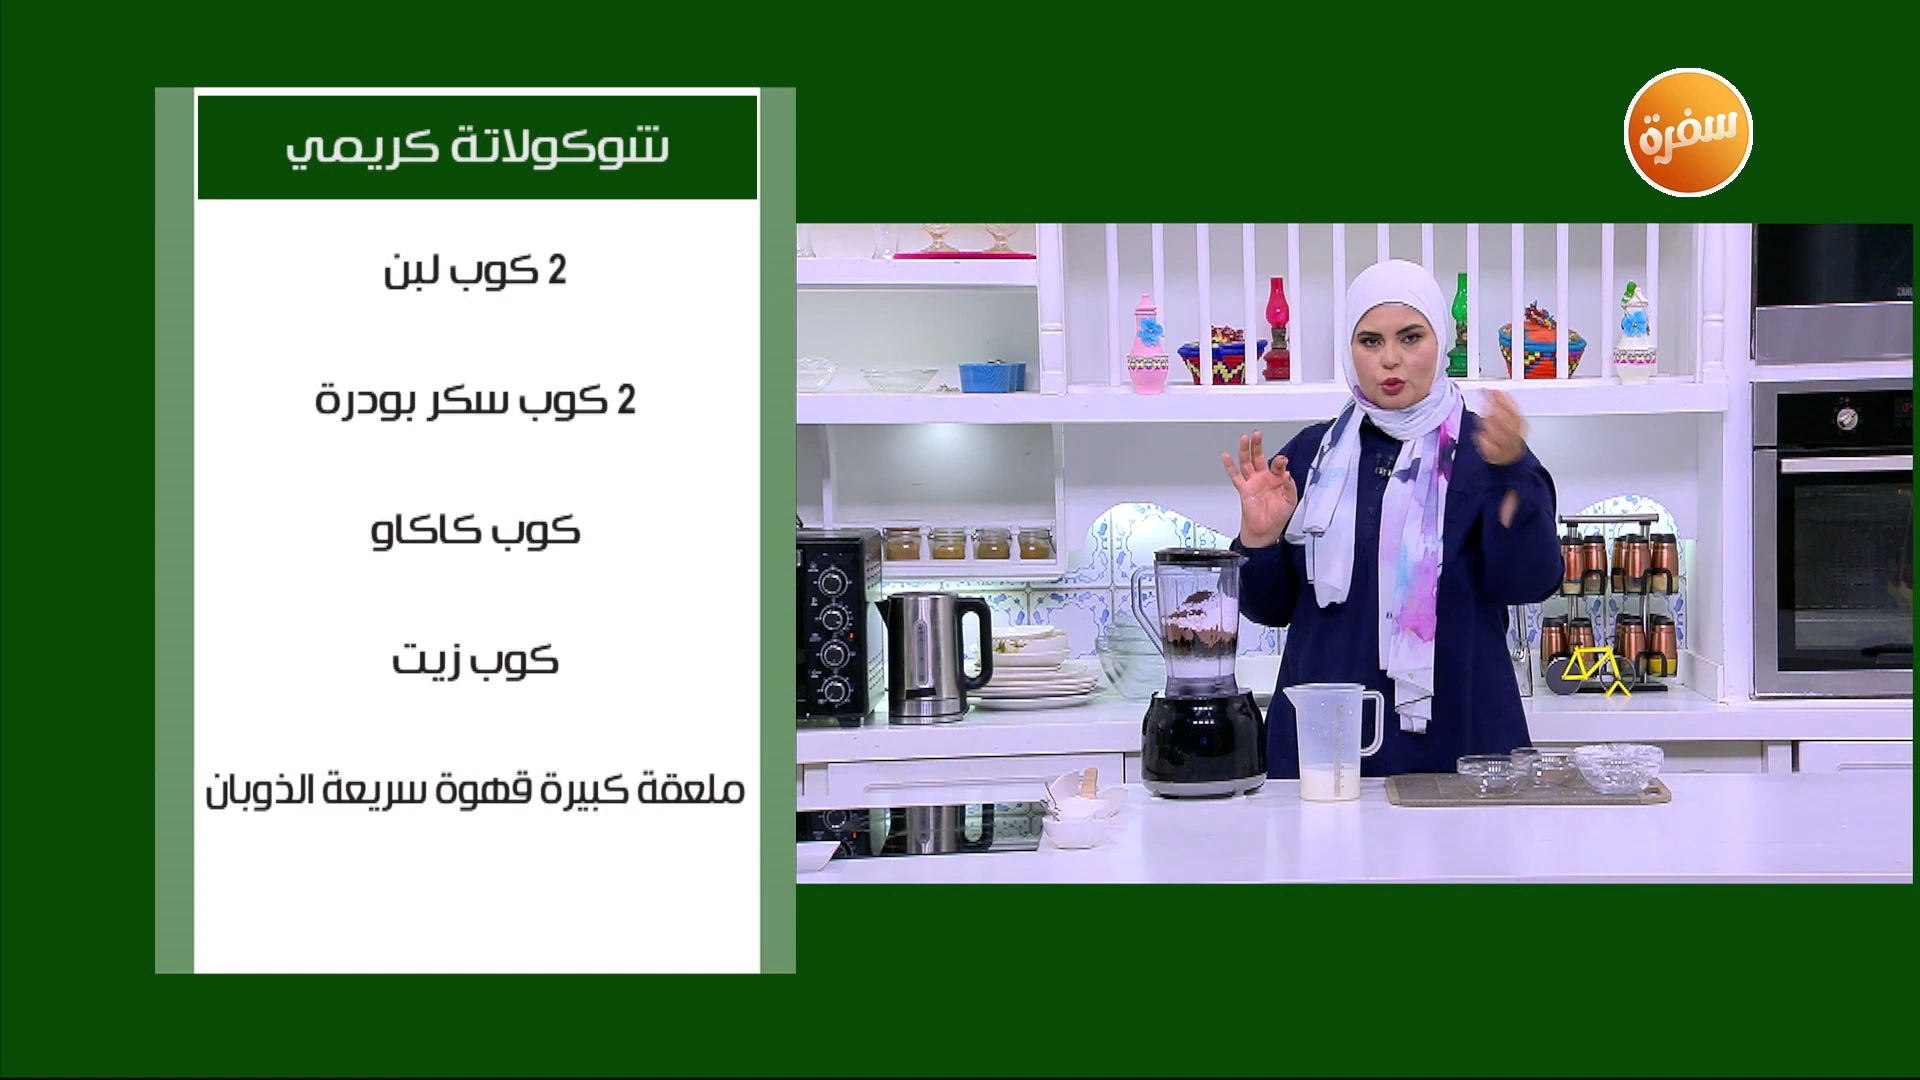 سفرة
شوكولاتة كريمي
2 كوب لبن
2 كوب سكر بودرة
كوب كاكاو
كوب زيت
ملعقة كبيرة قهوة سريعة الذوبان